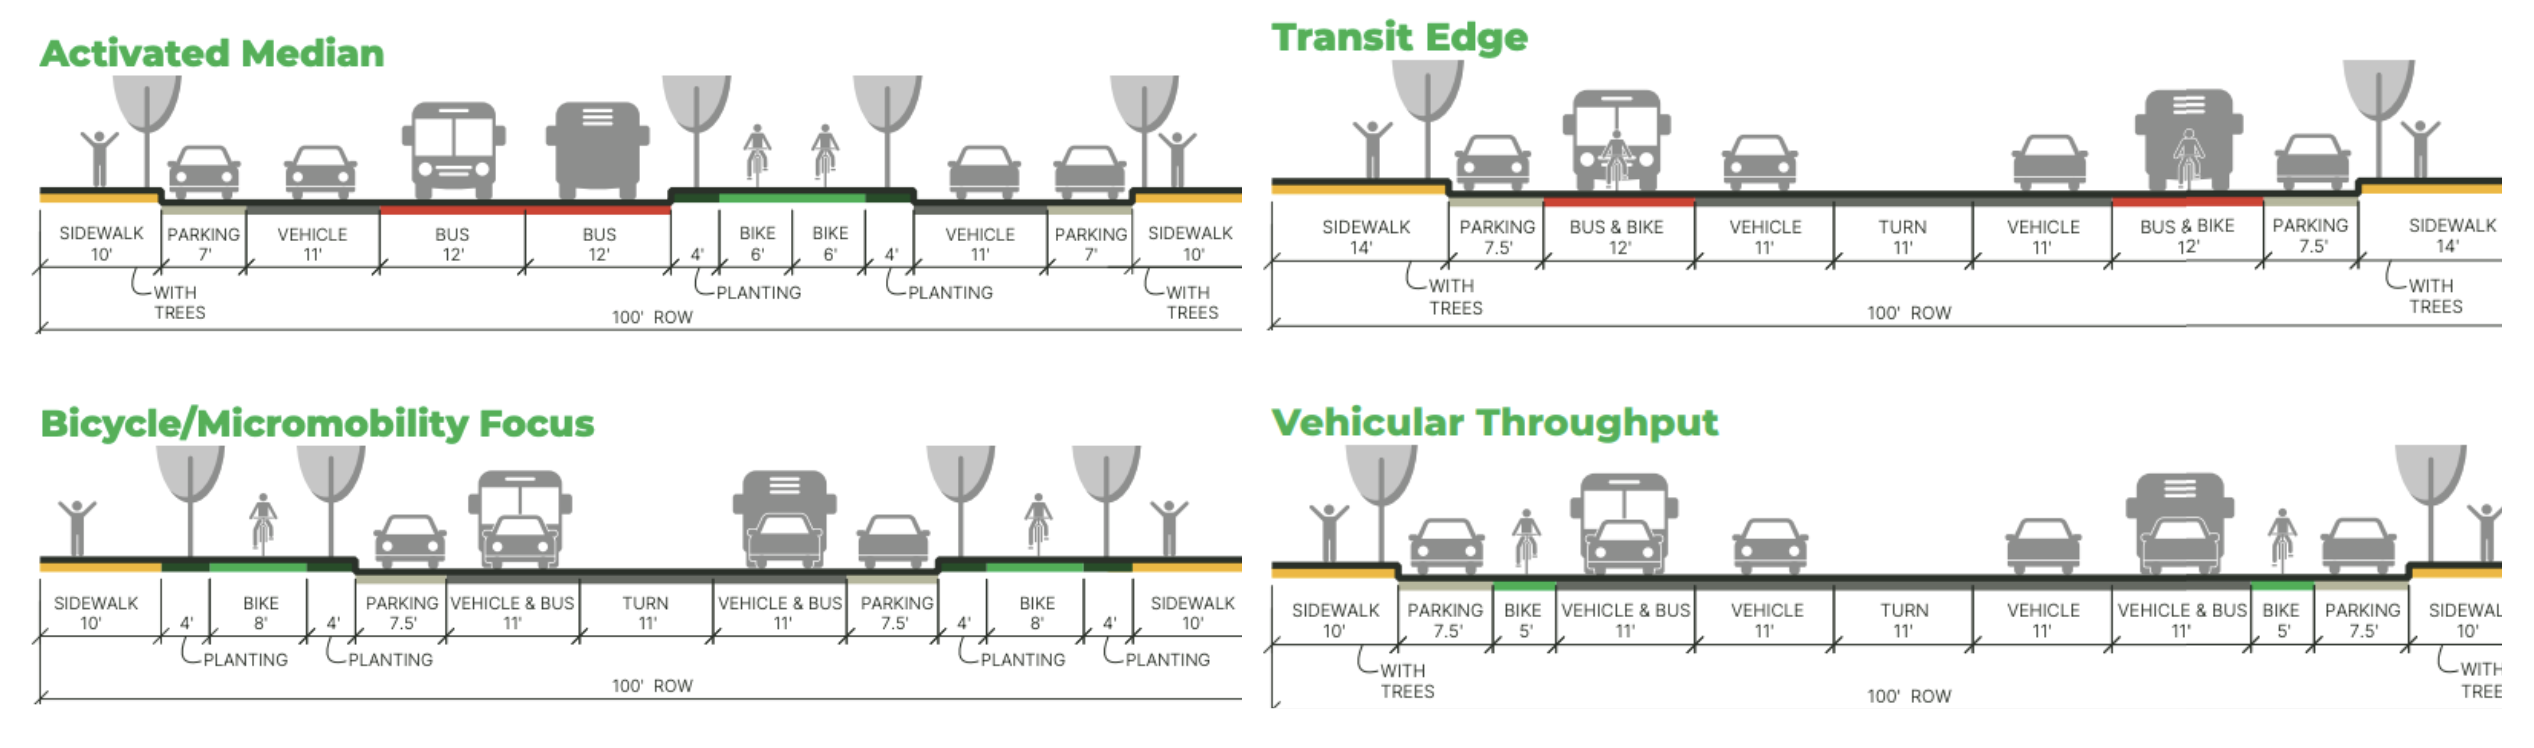 Activated Median
SIDEWALK PARKING VEHICLE BUS BUS BIKE BIKE VEHICLE PARKING SIDEWALK
10' 7' 11' 12' 12' 4' 6' 6' 4' 11' 7' 10'
WITH PLANTING PLANTING WITH
TREES TREES
100' ROW
Transit Edge
SIDEWALK PARKING BUS & BIKE VEHICLE TURN VEHICLE BUS & BIKE PARKING SIDEWALK
14' 7.5' 12' 11' 11' 11' 12' 7.5' 14'
WITH WITH
TREES TREES
100' ROW
Bicycle/Micromobility Focus
SIDEWALK BIKE PARKING VEHICLE & BUS TURN VEHICLE & BUS PARKING BIKE SIDEWALK
10' 4' 8' 4' 7.5' 11' 11' 11' 7.5' 4' 8' 4' 10'
PLANTING PLANTING PLANTING PLANTING
100' ROW
Vehicular Throughput
SIDEWALK PARKING BIKE VEHICLE & BUS VEHICLE TURN VEHICLE VEHICLE & BUS BIKE PARKING SIDEWAL
10' 7.5' 5' 11' 11' 11' 11' 11' 5' 7.5' 10'
WITH WITH
TREES TREE
100' ROW